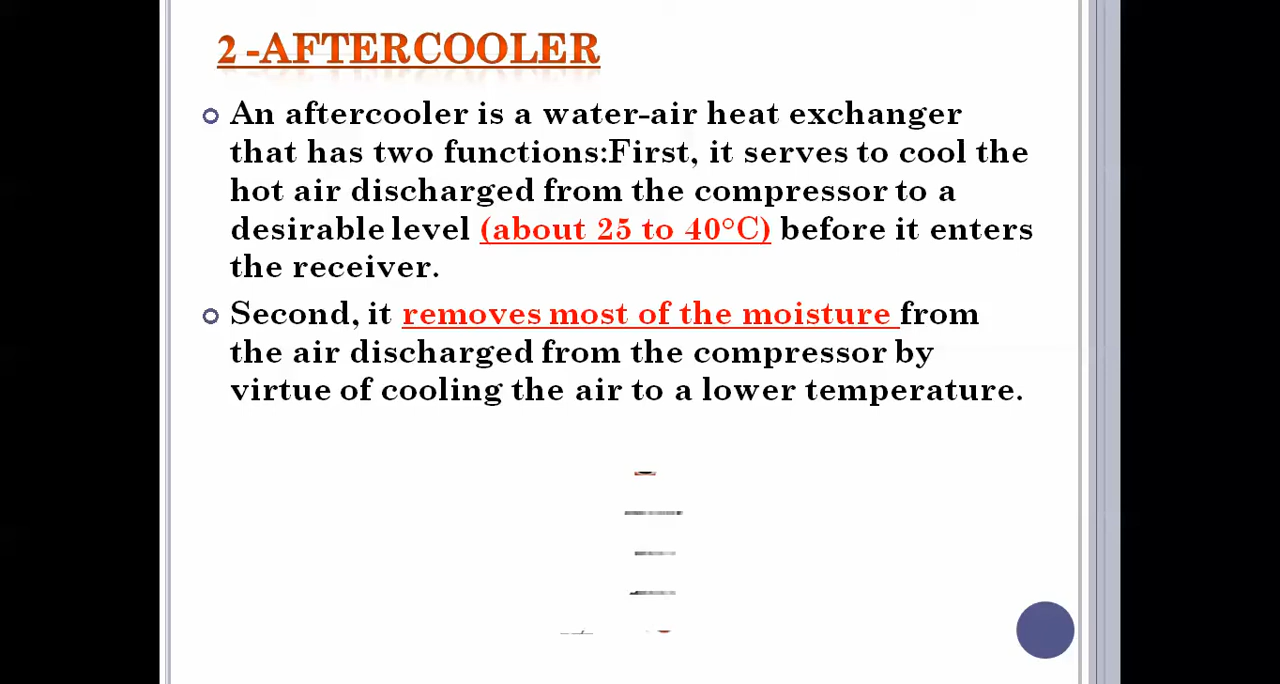 2 -AFTERCOOLER
An aftercooler is a water-air heat exchanger
that has two functions:First, it serves to cool the
hot air discharged from the compressor to a
desirable level (about 25 to 40°C) before it enters
the receiver.
Second, it removes most of the moisture from
the air discharged from the compressor by
virtue of cooling the air to a lower temperature.